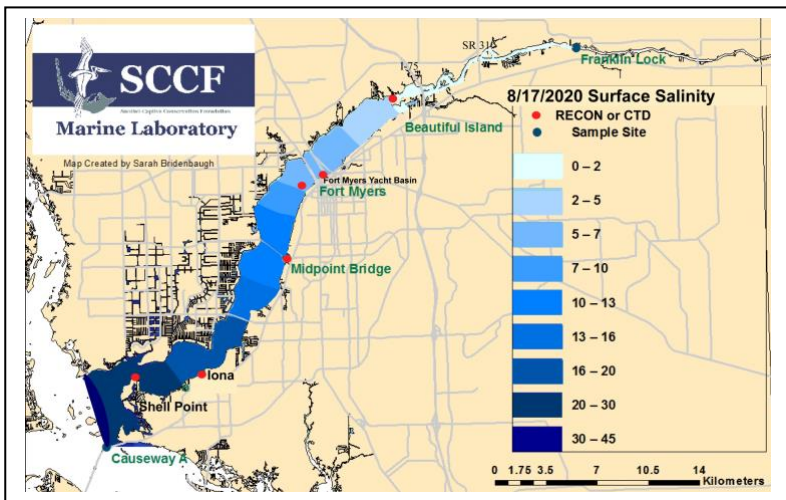 SCCF
Sanibel-Captiva Conservation Foundation
Marine Laboratory
Map Created by Sarah Bridenbaugh
I-75
SR 31
Franklin Lock
8/17/2020 Surface Salinity
RECON or CTD
Sample Site
Beautiful Island
Fort Myers Yacht Basin
Fort Myers
Midpoint Bridge
Iona
Shell Point
Causeway A
0 – 2
2 – 5
5 – 7
7 – 10
10 – 13
13 – 16
16 – 20
20 – 30
30 – 45
0 1.75 3.5 7 10.5 14
Kilometers